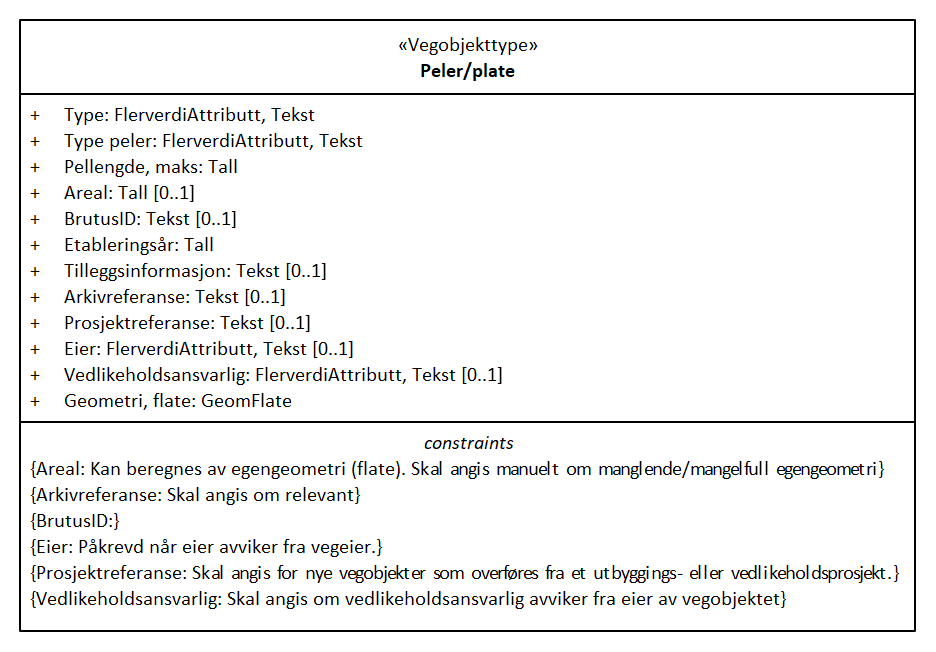 «Vegobjekttype»
Peler/plate
+ Type: FlerverdiAttributt, Tekst
+ Type peler: FlerverdiAttributt, Tekst
+ Pellengde, maks: Tall
+ Areal: Tall [0..1]
+ BrutusID: Tekst [0..1]
+ Etableringsår: Tall
+ Tilleggsinformasjon: Tekst [0..1]
+ Arkivreferanse: Tekst [0..1]
+ Prosjektreferanse: Tekst [0..1]
+ Eier: FlerverdiAttributt, Tekst [0..1]
+ Vedlikeholdsansvarlig: FlerverdiAttributt, Tekst [0..1]
+ Geometri, flate: GeomFlate
constraints
{Areal: Kan beregnes av egengeometri (flate). Skal angis manuelt om manglende/mangelfull egengeometri}
{Arkivreferanse: Skal angis om relevant}
{BrutusID:}
{Eier: Påkrevd når eier avviker fra vegeier.}
{Prosjektreferanse: Skal angis for nye vegobjekter som overføres fra et utbyggings- eller vedlikeholdsprosjekt.}
{Vedlikeholdsansvarlig: Skal angis om vedlikeholdsansvarlig avviker fra eier av vegobjektet}